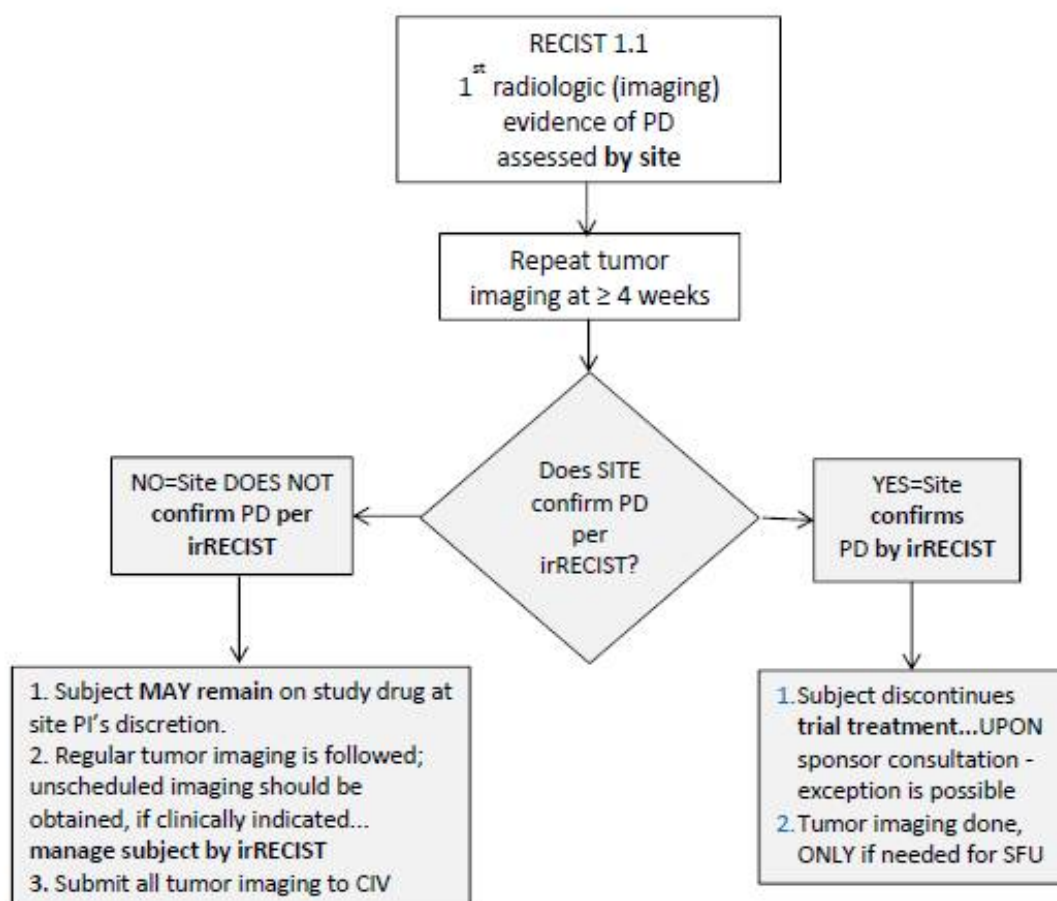 RECIST 1.1
1st radiologic (imaging)
evidence of PD
assessed by site
Repeat tumor
imaging at ≥ 4 weeks
Does SITE
confirm PD
per
irRECIST?
NO=Site DOES NOT
confirm PD per
irRECIST
YES=Site
confirms
PD by irRECIST
1. Subject MAY remain on study drug at
site PI's discretion.
2. Regular tumor imaging is followed;
unscheduled imaging should be
obtained, if clinically indicated...
manage subject by irRECIST
3. Submit all tumor imaging to CIV
1. Subject discontinues
trial treatment...UPON
sponsor consultation -
exception is possible
2. Tumor imaging done,
ONLY if needed for SFU